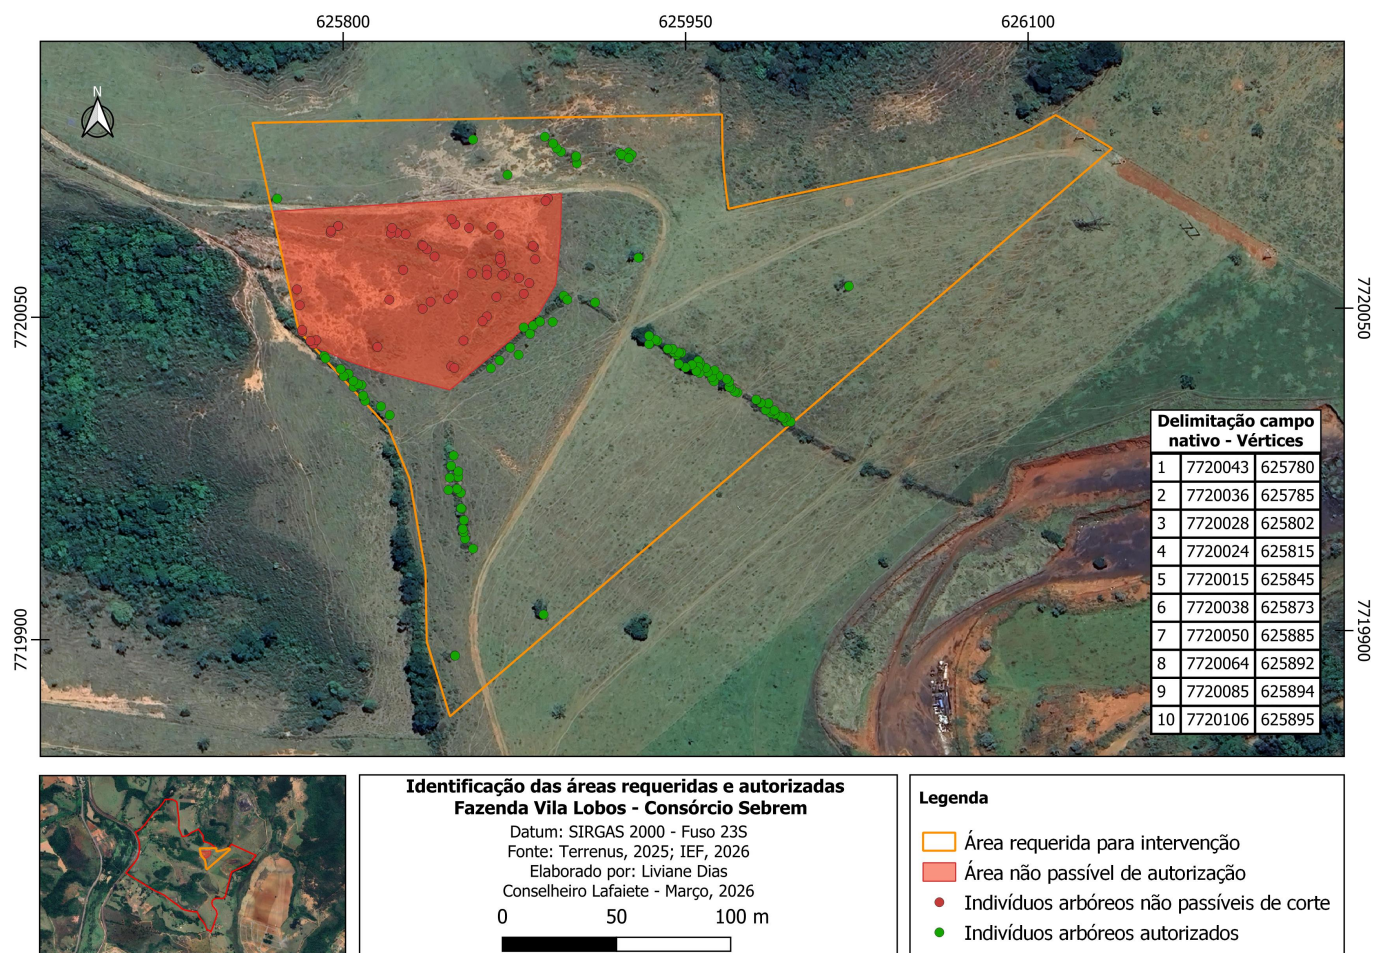 625800 625950 626100
N
7720050 7720050
7719900 7719900
Delimitação campo
nativo - Vértices
1 7720043 625780
2 7720036 625785
3 7720028 625802
4 7720024 625815
5 7720015 625845
6 7720038 625873
7 7720050 625885
8 7720064 625892
9 7720085 625894
10 7720106 625895
Identificação das áreas requeridas e autorizadas
Fazenda Vila Lobos - Consórcio Sebrem
Datum: SIRGAS 2000 - Fuso 23S
Fonte: Terrenus, 2025; IEF, 2026
Elaborado por: Liviane Dias
Conselheiro Lafaiete - Março, 2026
0 50 100 m
Legenda
Área requerida para intervenção
Área não passível de autorização
Indivíduos arbóreos não passíveis de corte
Indivíduos arbóreos autorizados